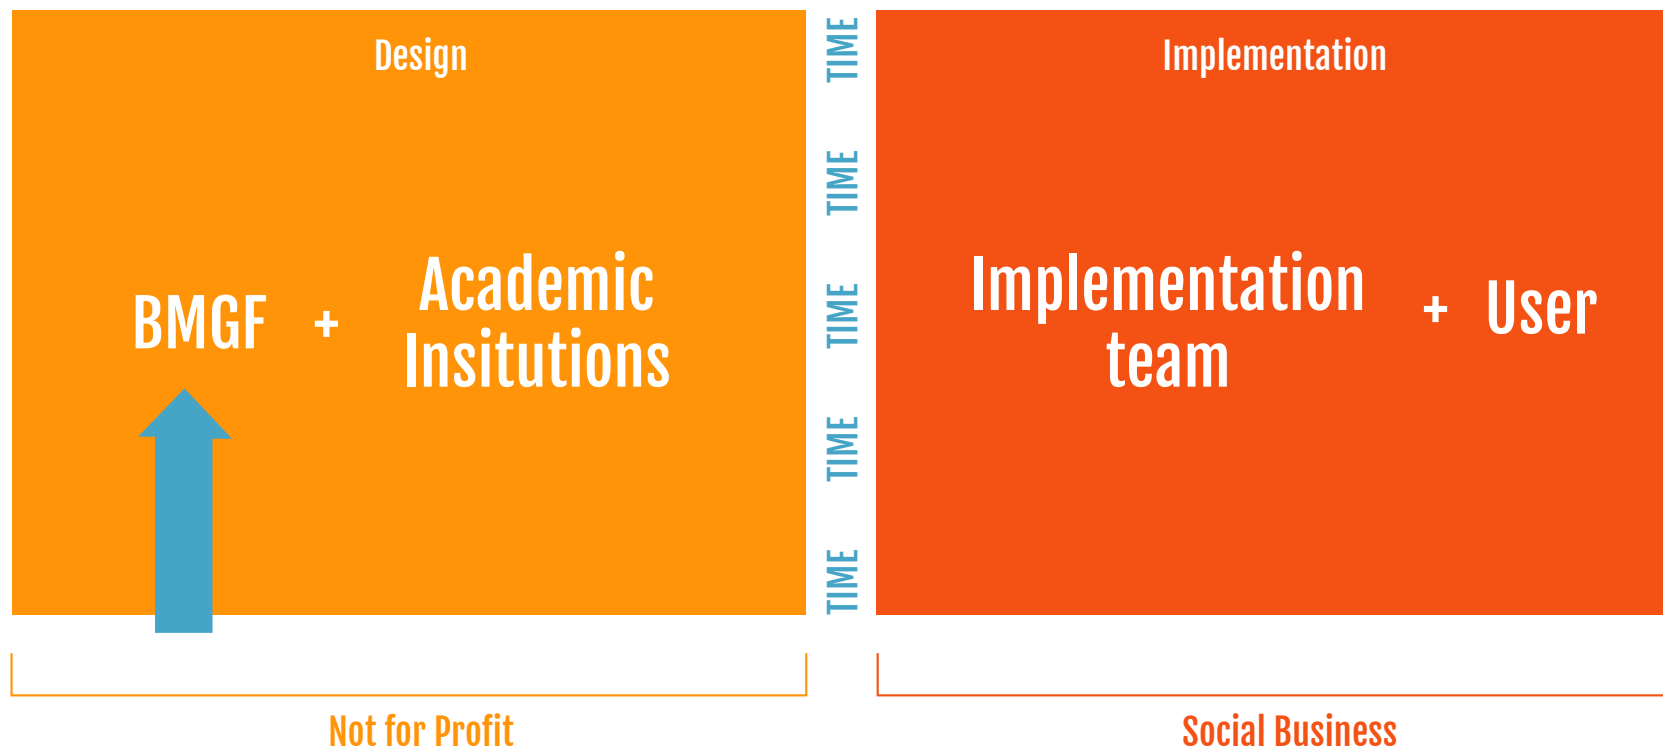 Design
BMGF + Academic
Insitutions
TIME
TIME
TIME
TIME
TIME
Implementation
Implementation
team
+ User
Not for Profit
Social Business